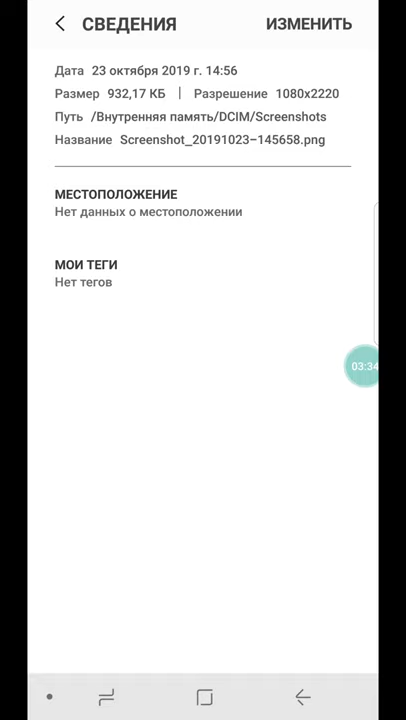 СВЕДЕНИЯ ИЗМЕНИТЬ
Дата 23 октября 2019 г. 14:56
Размер 932,17 КБ | Разрешение 1080x2220
Путь /Внутренняя память/DCIM/Screenshots
Название Screenshot_20191023-145658.png
МЕСТОПОЛОЖЕНИЕ
Нет данных о местоположении
МОИ ТЕГИ
Нет тегов
03:34